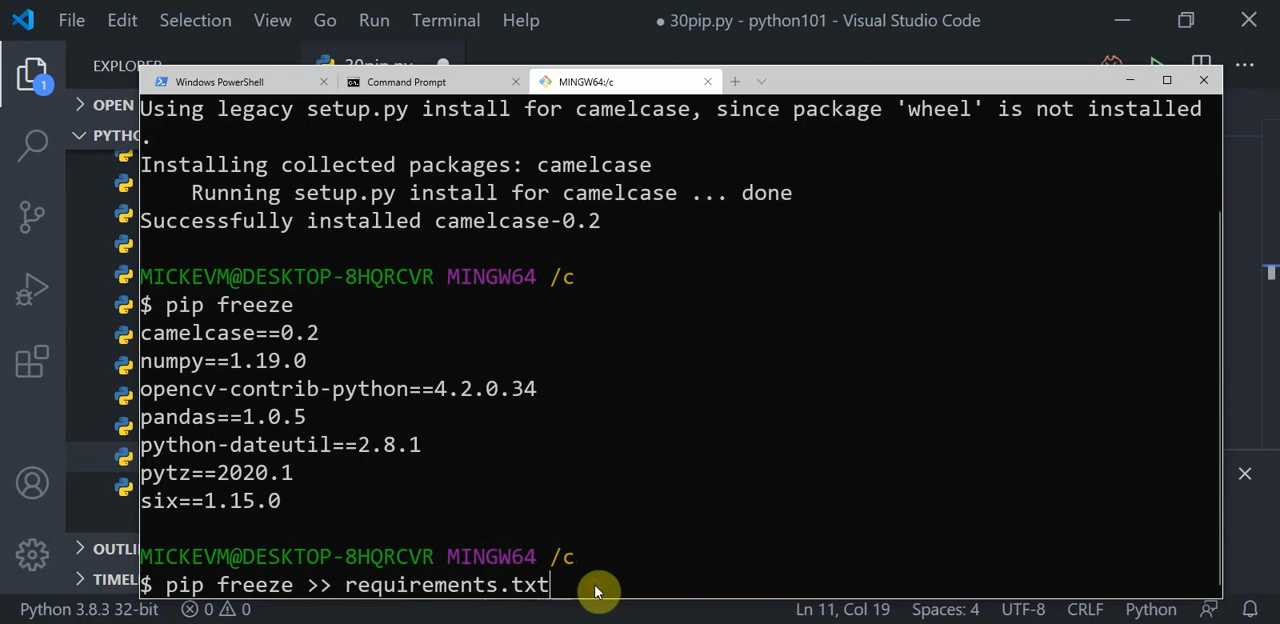 File Edit Selection View Go Run Terminal Help
● 30pip.py - python101 - Visual Studio Code
EXPLORER
30pip.py
1
OPEN
PYTHO
Windows PowerShell
Command Prompt
MINGW64:/c
Using legacy setup.py install for camelcase, since package 'wheel' is not installed
.
Installing collected packages: camelcase
Running setup.py install for camelcase ... done
Successfully installed camelcase-0.2
MICKEVM@DESKTOP-8HQRCVR MINGW64 /c
$ pip freeze
camelcase==0.2
numpy==1.19.0
opencv-contrib-python==4.2.0.34
pandas==1.0.5
python-dateutil==2.8.1
pytz==2020.1
six==1.15.0
MICKEVM@DESKTOP-8HQRCVR MINGW64 /c
$ pip freeze >> requirements.txt
OUTLI
TIMEL
Python 3.8.3 32-bit 0 0 Ln 11, Col 19 Spaces: 4 UTF-8 CRLF Python